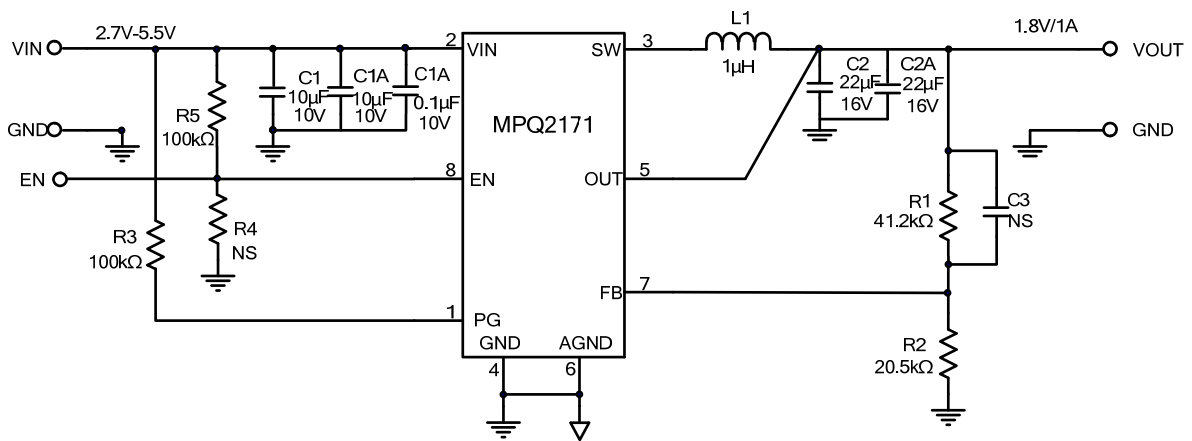 L1
2.7V-5.5V
1.8V/1A
VIN
2
VIN
SW
3
VOUT
1µH
C1
10µF
10V
C1A
10µF
10V
C1A
0.1µF
10V
C2
22µF
16V
C2A
22µF
16V
R5
100kΩ
MPQ2171
GND
GND
EN
8
EN
OUT
5
R1
41.2kΩ
C3
NS
R4
NS
R3
100kΩ
FB
7
1
PG
GND
AGND
4
6
R2
20.5kΩ